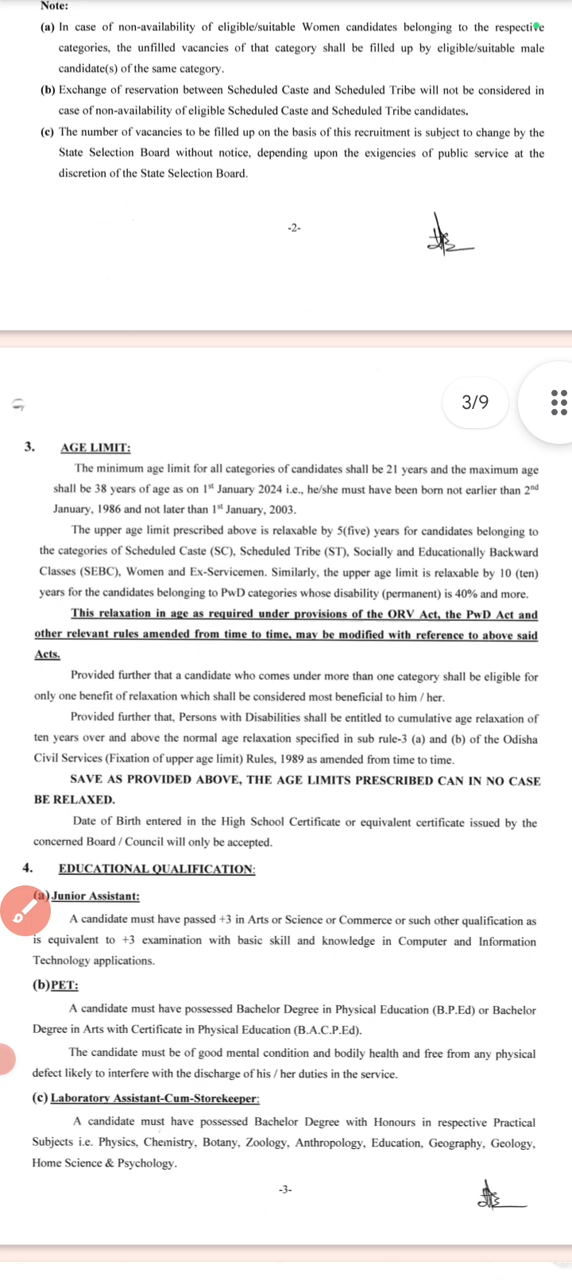 Note:
(a) In case of non-availability of eligible/suitable Women candidates belonging to the respective
categories, the unfilled vacancies of that category shall be filled up by eligible/suitable male
candidate(s) of the same category.
(b) Exchange of reservation between Scheduled Caste and Scheduled Tribe will not be considered in
case of non-availability of eligible Scheduled Caste and Scheduled Tribe candidates.
(c) The number of vacancies to be filled up on the basis of this recruitment is subject to change by the
State Selection Board without notice, depending upon the exigencies of public service at the
discretion of the State Selection Board.
-2-
3/9
3. AGE LIMIT:
The minimum age limit for all categories of candidates shall be 21 years and the maximum age
shall be 38 years of age as on 1st January 2024 i.e., he/she must have been born not earlier than 2nd
January, 1986 and not later than 1st January, 2003.
The upper age limit prescribed above is relaxable by 5(five) years for candidates belonging to
the categories of Scheduled Caste (SC), Scheduled Tribe (ST), Socially and Educationally Backward
Classes (SEBC), Women and Ex-Servicemen. Similarly, the upper age limit is relaxable by 10 (ten)
years for the candidates belonging to PwD categories whose disability (permanent) is 40% and more.
This relaxation in age as required under provisions of the ORV Act, the PwD Act and
other relevant rules amended from time to time, may be modified with reference to above said
Acts.
Provided further that a candidate who comes under more than one category shall be eligible for
only one benefit of relaxation which shall be considered most beneficial to him / her.
Provided further that, Persons with Disabilities shall be entitled to cumulative age relaxation of
ten years over and above the normal age relaxation specified in sub rule-3 (a) and (b) of the Odisha
Civil Services (Fixation of upper age limit) Rules, 1989 as amended from time to time.
SAVE AS PROVIDED ABOVE, THE AGE LIMITS PRESCRIBED CAN IN NO CASE
BE RELAXED.
Date of Birth entered in the High School Certificate or equivalent certificate issued by the
concerned Board / Council will only be accepted.
4. EDUCATIONAL QUALIFICATION:
(a) Junior Assistant:
A candidate must have passed +3 in Arts or Science or Commerce or such other qualification as
is equivalent to +3 examination with basic skill and knowledge in Computer and Information
Technology applications.
(b)PET:
A candidate must have possessed Bachelor Degree in Physical Education (B.P.Ed) or Bachelor
Degree in Arts with Certificate in Physical Education (B.A.C.P.Ed).
The candidate must be of good mental condition and bodily health and free from any physical
defect likely to interfere with the discharge of his / her duties in the service.
(c) Laboratory Assistant-Cum-Storekeeper:
A candidate must have possessed Bachelor Degree with Honours in respective Practical
Subjects i.e. Physics, Chemistry, Botany, Zoology, Anthropology, Education, Geography, Geology,
Home Science & Psychology.
-3-